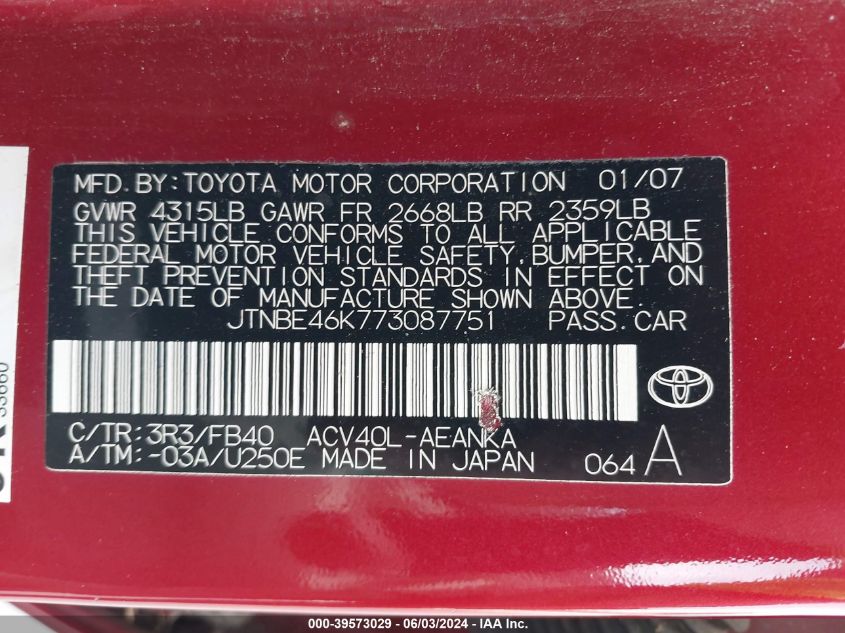 MFD. BY: TOYOTA MOTOR CORPORATION 01/07
GVWR 4315LB GAWR FR 2668LB RR 2359LB
THIS VEHICLE CONFORMS TO ALL APPLICABLE
FEDERAL MOTOR VEHICLE SAFETY, BUMPER, AND
THEFT PREVENTION STANDARDS IN EFFECT ON
THE DATE OF MANUFACTURE SHOWN ABOVE.
JTNBE46K773087751 PASS. CAR
C/TR: 3R3/FB40 ACV40L-AEANKA
A/TM: -03A/U250E MADE IN JAPAN 064 A
000-39573029 - 06/03/2024 - IAAI.com